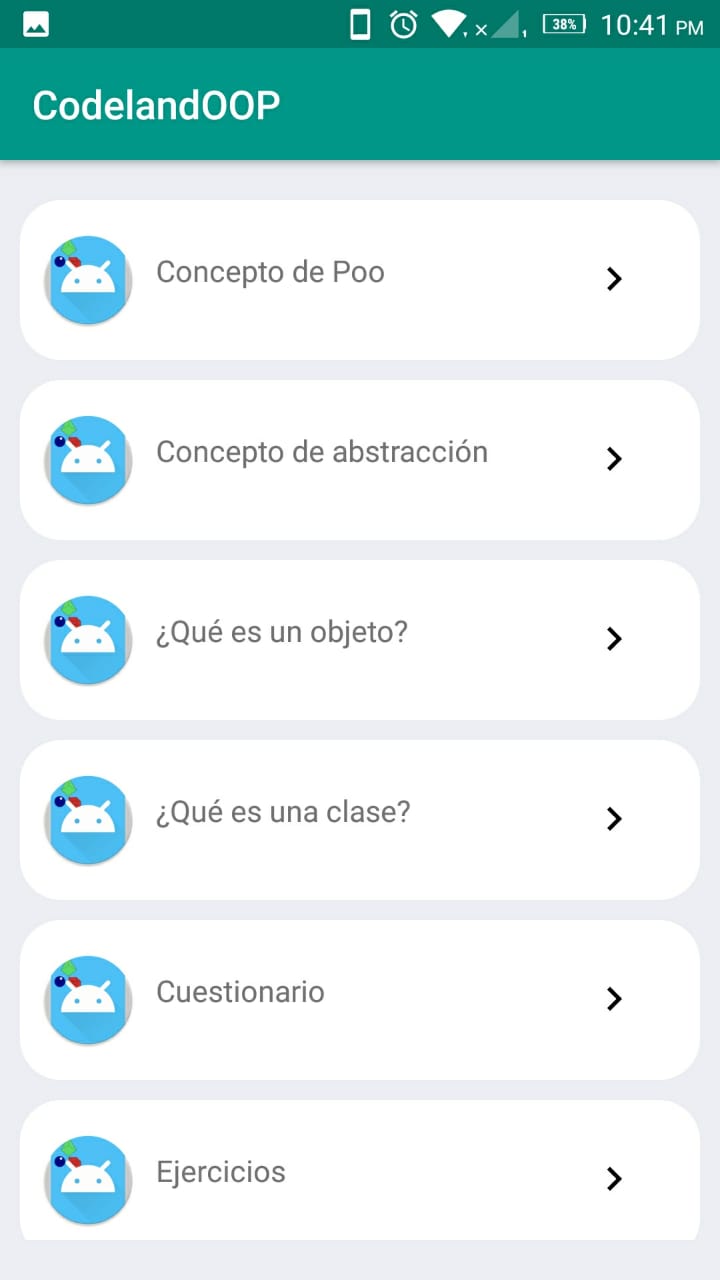 38% 10:41 PM
CodelandOOP
Concepto de Poo
Concepto de abstracción
¿Qué es un objeto?
¿Qué es una clase?
Cuestionario
Ejercicios